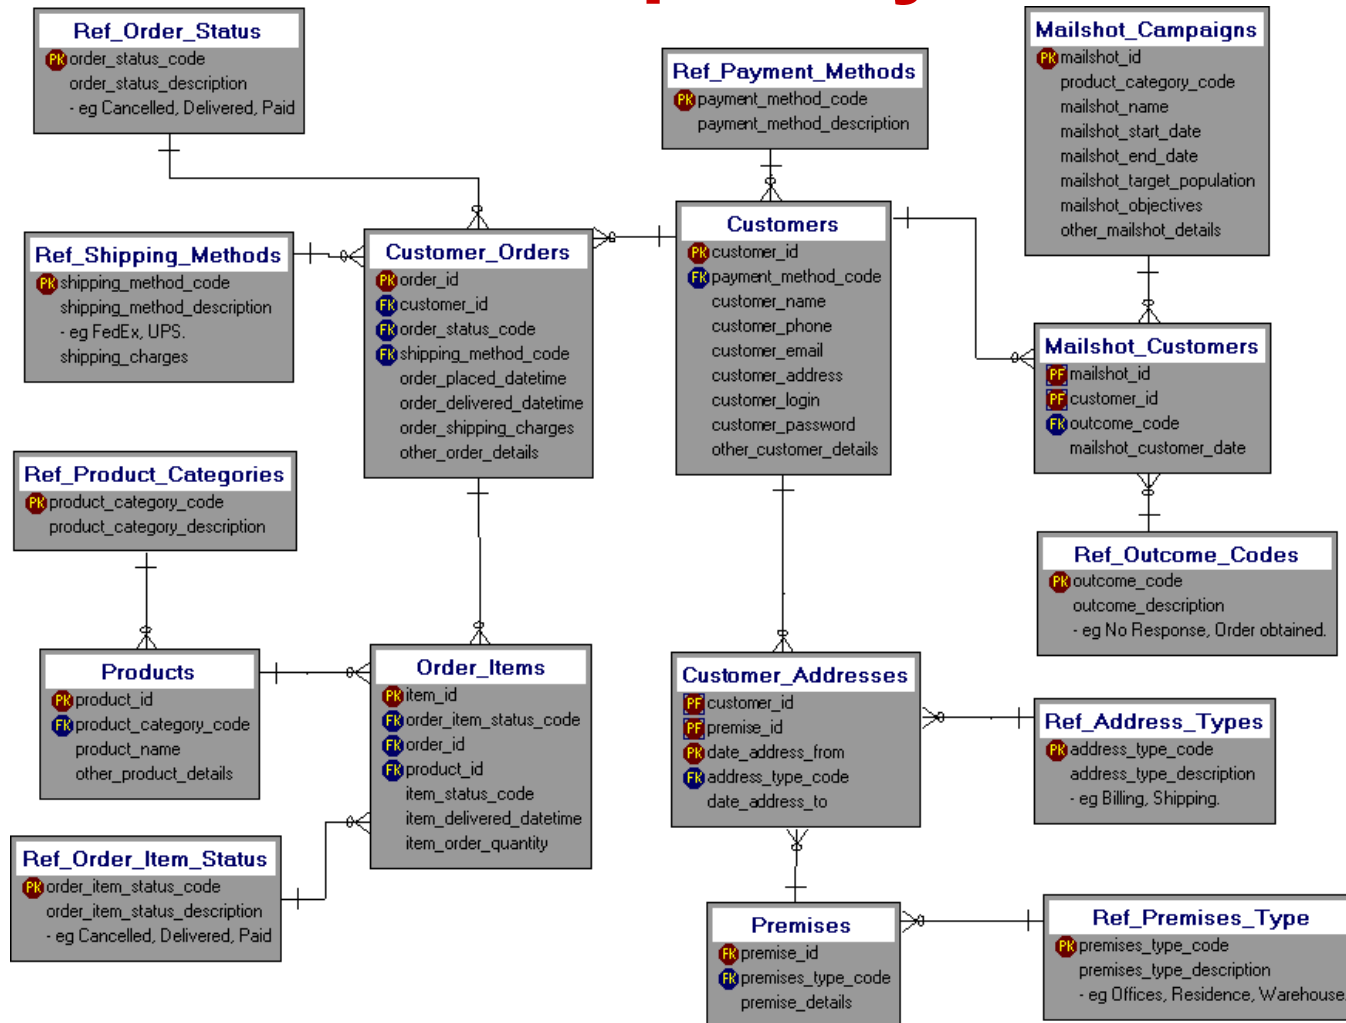 Ref_Order_Status
PK order_status_code
order_status_description
- eg Cancelled, Delivered, Paid
Ref_Payment_Methods
PK payment_method_code
payment_method_description
Mailshot_Campaigns
PK mailshot_id
product_category_code
mailshot_name
mailshot_start_date
mailshot_end_date
mailshot_target_population
mailshot_objectives
other_mailshot_details
Ref_Shipping_Methods
PK shipping_method_code
shipping_method_description
- eg FedEx, UPS.
shipping_charges
Customer_Orders
PK order_id
FK customer_id
FK order_status_code
FK shipping_method_code
order_placed_datetime
order_delivered_datetime
order_shipping_charges
other_order_details
Customers
PK customer_id
FK payment_method_code
customer_name
customer_phone
customer_email
customer_address
customer_login
customer_password
other_customer_details
Mailshot_Customers
PF mailshot_id
PF customer_id
FK outcome_code
mailshot_customer_date
Ref_Product_Categories
PK product_category_code
product_category_description
Ref_Outcome_Codes
PK outcome_code
outcome_description
- eg No Response, Order obtained.
Products
PK product_id
FK product_category_code
product_name
other_product_details
Order_Items
PK item_id
FK order_item_status_code
FK order_id
FK product_id
item_status_code
item_delivered_datetime
item_order_quantity
Customer_Addresses
PF customer_id
PF premise_id
PK date_address_from
FK address_type_code
date_address_to
Ref_Address_Types
PK address_type_code
address_type_description
- eg Billing, Shipping.
Ref_Order_Item_Status
PK order_item_status_code
order_item_status_description
- eg Cancelled, Delivered, Paid
Premises
FK premise_id
FK premises_type_code
premise_details
Ref_Premises_Type
PK premises_type_code
premises_type_description
- eg Offices, Residence, Warehouse.